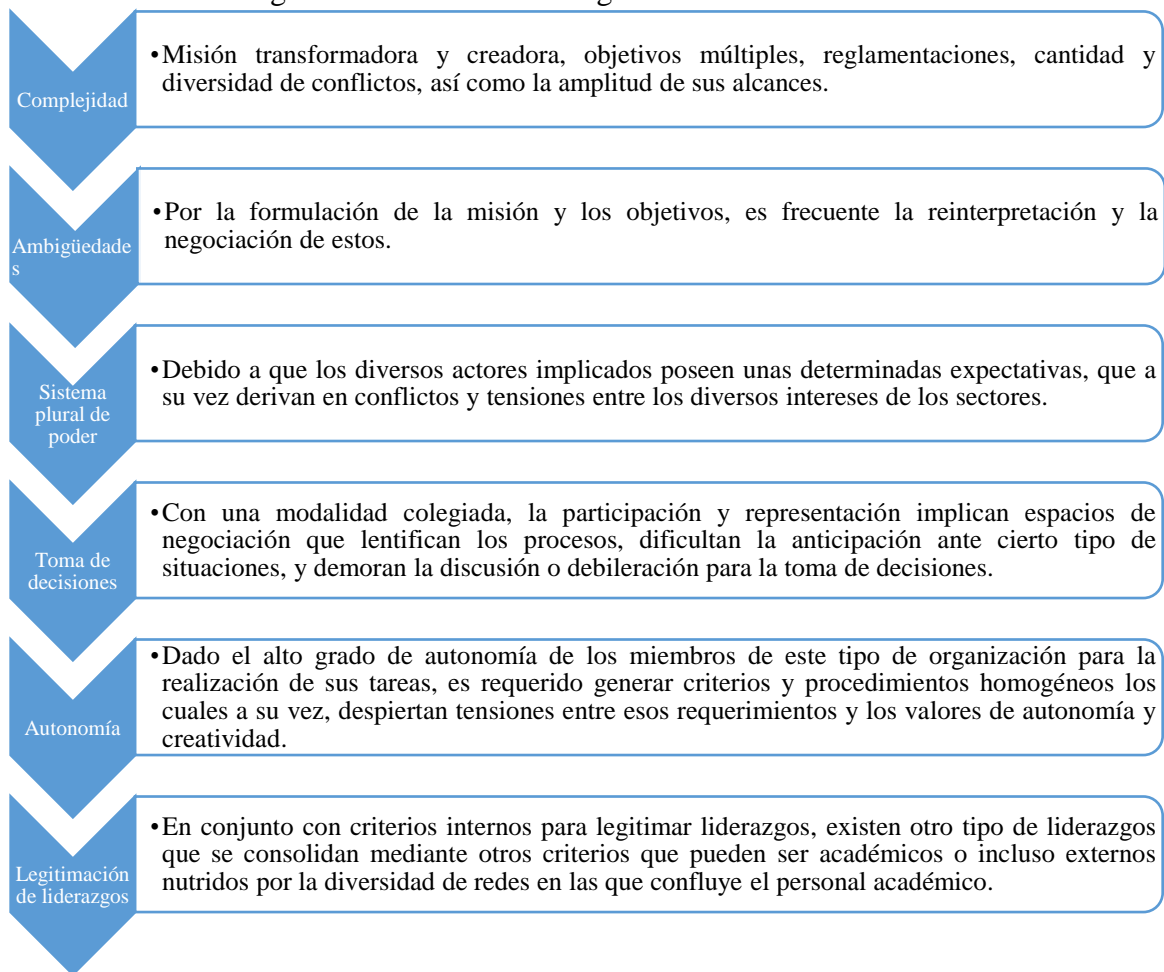 Complejidad
•Misión transformadora y creadora, objetivos múltiples, reglamentaciones, cantidad y
diversidad de conflictos, así como la amplitud de sus alcances.
Ambigüedade
s
•Por la formulación de la misión y los objetivos, es frecuente la reinterpretación y la
negociación de estos.
Sistema
plural de
poder
•Debido a que los diversos actores implicados poseen unas determinadas expectativas, que a
su vez derivan en conflictos y tensiones entre los diversos intereses de los sectores.
Toma de
decisiones
•Con una modalidad colegiada, la participación y representación implican espacios de
negociación que lentifican los procesos, dificultan la anticipación ante cierto tipo de
situaciones, y demoran la discusión o debileración para la toma de decisiones.
Autonomía
•Dado el alto grado de autonomía de los miembros de este tipo de organización para la
realización de sus tareas, es requerido generar criterios y procedimientos homogéneos los
cuales a su vez, despiertan tensiones entre esos requerimientos y los valores de autonomía y
creatividad.
Legitimación
de liderazgos
•En conjunto con criterios internos para legitimar liderazgos, existen otro tipo de liderazgos
que se consolidan mediante otros criterios que pueden ser académicos o incluso externos
nutridos por la diversidad de redes en las que confluye el personal académico.